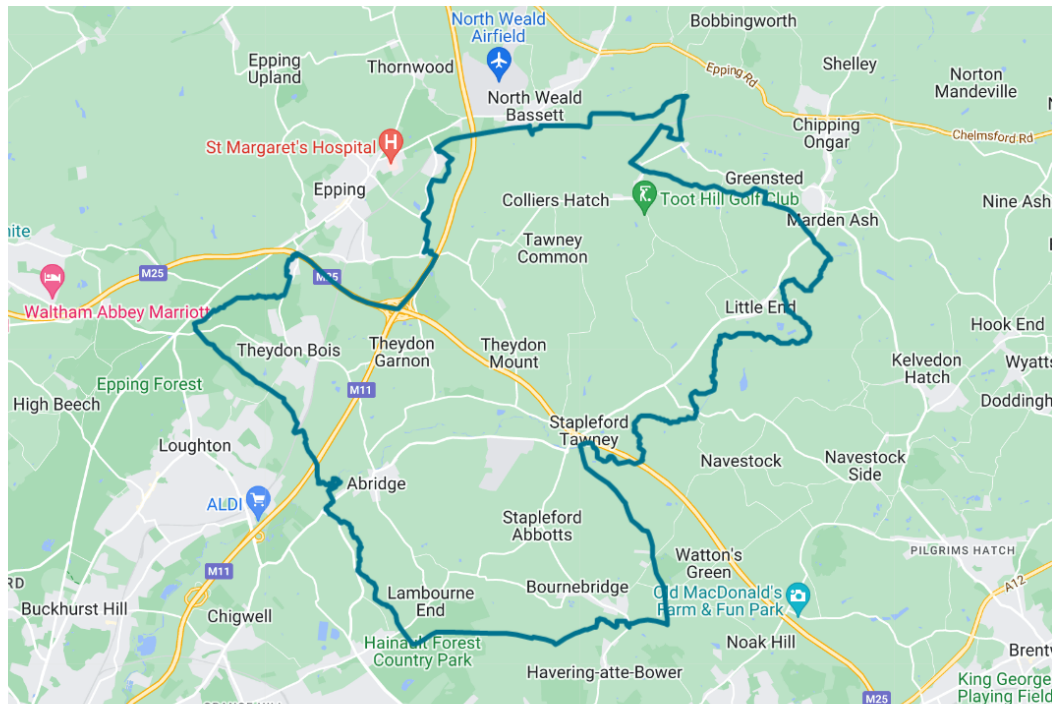 North Weald
Airfield
Bobbingworth
Epping
Upland
Thornwood
Shelley
Epping Rd
Norton
Mandeville
North Weald
Bassett
Chipping
Ongar
Chelmsford Rd
St Margaret's Hospital
H
Epping
Greensted
Colliers Hatch
Toot Hill Golf Club
Nine Ash
Marden Ash
Tawney
Common
M25
M25
Waltham Abbey Marriott
Little End
Hook End
Theydon Bois
Theydon
Garnon
Theydon
Mount
Kelvedon
Hatch
Wyatts
Epping Forest
M11
High Beech
Doddingh
Stapleford
Tawney
Loughton
Navestock
Navestock
Side
Abridge
ALDI
Stapleford
Abbotts
PILGRIMS HATCH
Watton's
Green
M11
RD
A12
Lambourne
End
Bournebridge
Old MacDonald's
Farm & Fun Park
Buckhurst Hill
Chigwell
Hainault Forest
Country Park
Noak Hill
Brentw
Havering-atte-Bower
King George
Playing Field
M25